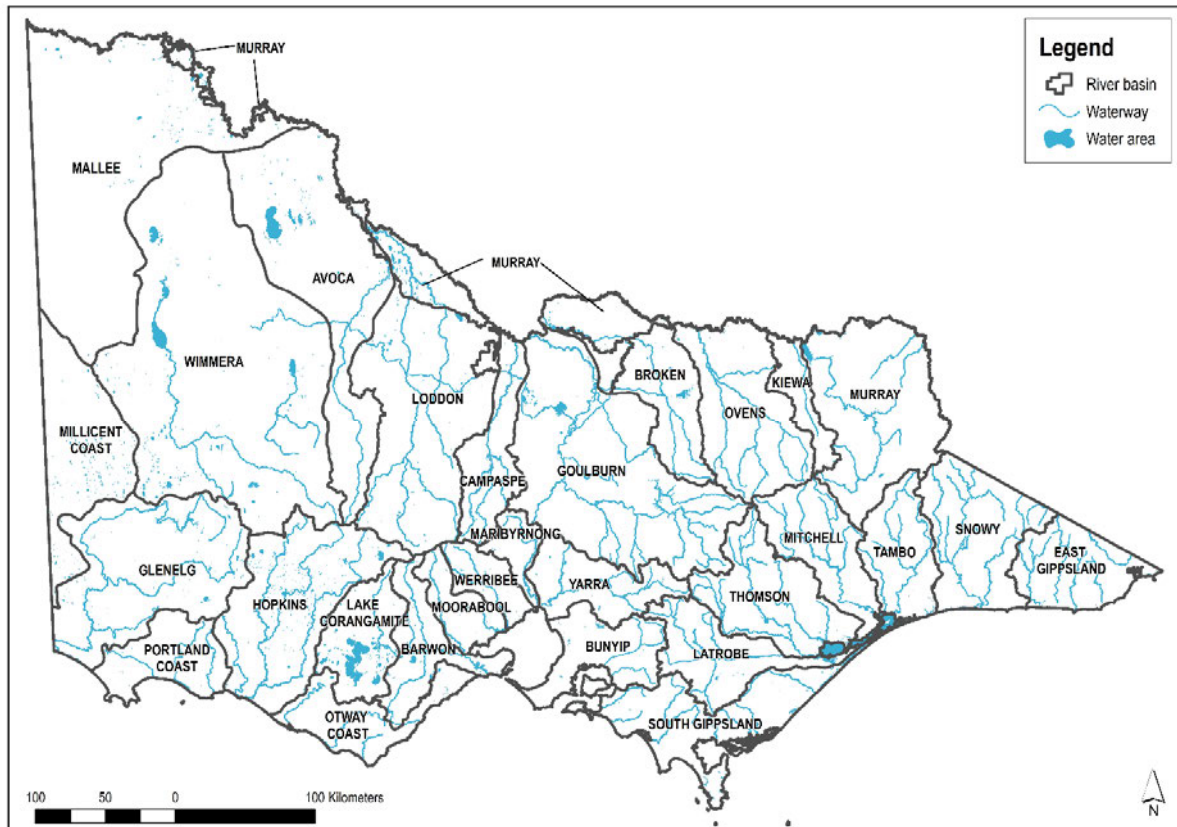 MURRAY
Legend
River basin
Waterway
Water area
MALLEE
AVOCA
MURRAY
WIMMERA
BROKEN
KIEWA
MURRAY
LODDON
OVENS
MILLICENT
COAST
GOULBURN
CAMPASPE
MARIBYRNONG
MITCHELL
TAMBO
SNOWY
EAST
GIPPSLAND
GLENELG
HOPKINS
LAKE
CORANGAMITE
WERRIBEE
MOORABOOL
YARRA
THOMSON
PORTLAND
COAST
BARWON
BUNYIP
LATROBE
OTWAY
COAST
SOUTH GIPPSLAND
100 50 0 100 Kilometers
N